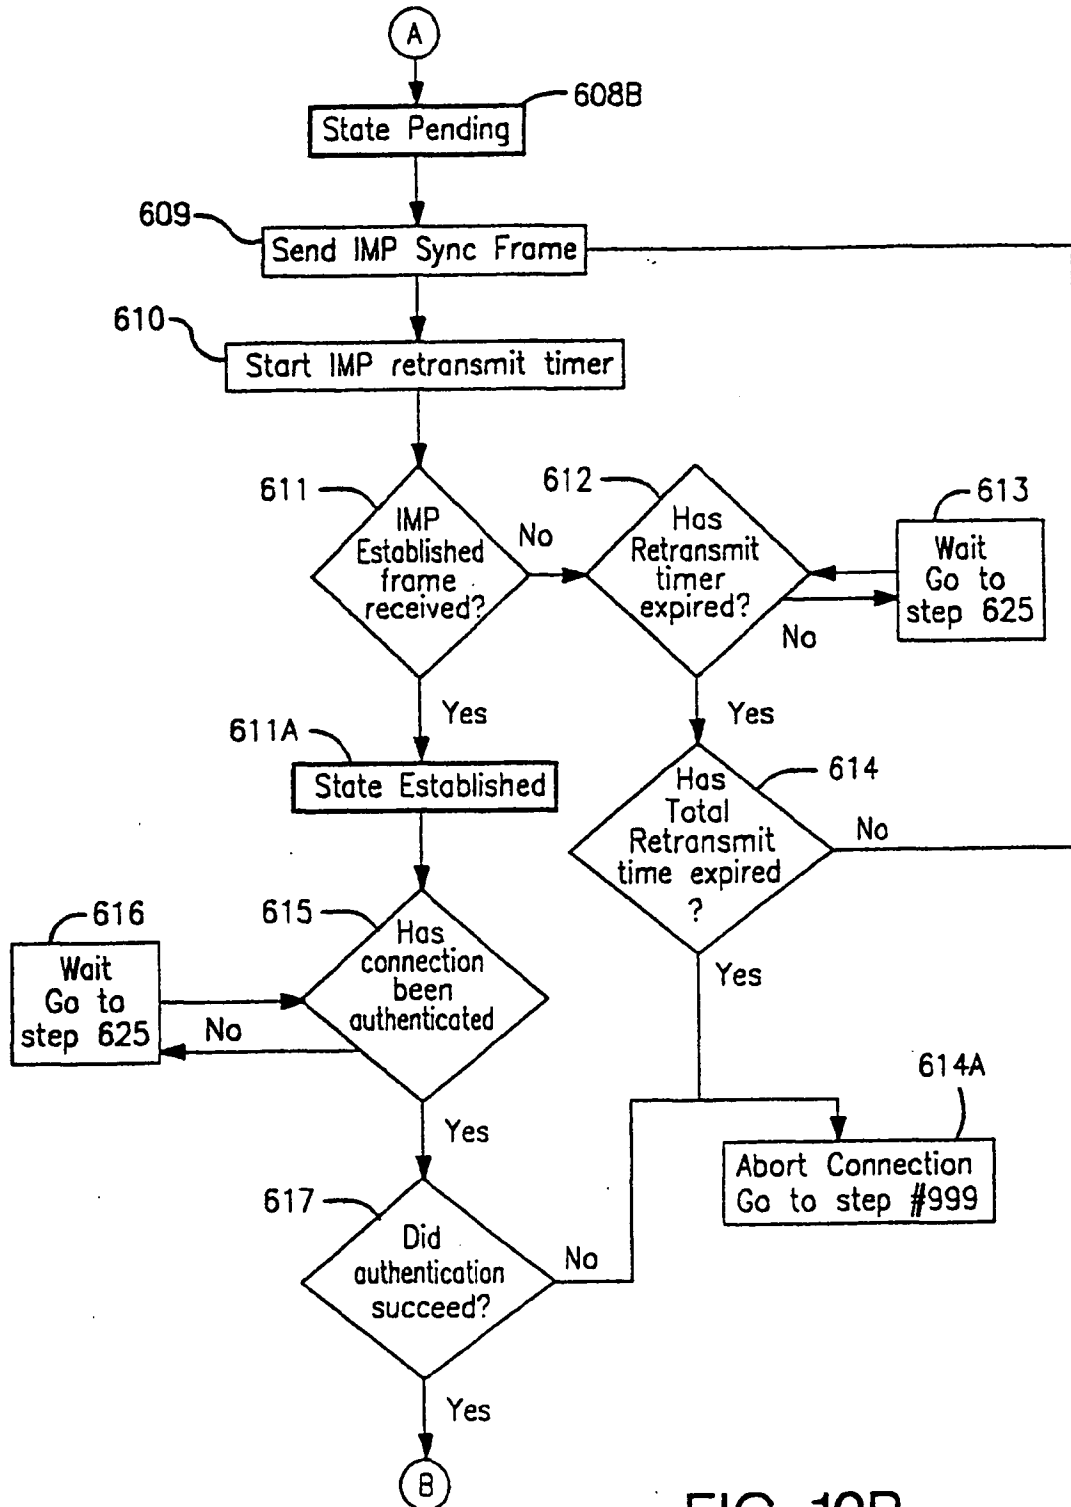 A
608B
State Pending
609
Send IMP Sync Frame
610
Start IMP retransmit timer
611
IMP
Established
frame
received?
No
Yes
612
Has
Retransmit
timer
expired?
No
Yes
613
Wait
Go to
step 625
611A
State Established
614
Has
Total
Retransmit
time expired
?
No
Yes
615
Has
connection
been
authenticated
No
Yes
616
Wait
Go to
step 625
614A
Abort Connection
Go to step #999
617
Did
authentication
succeed?
No
Yes
B